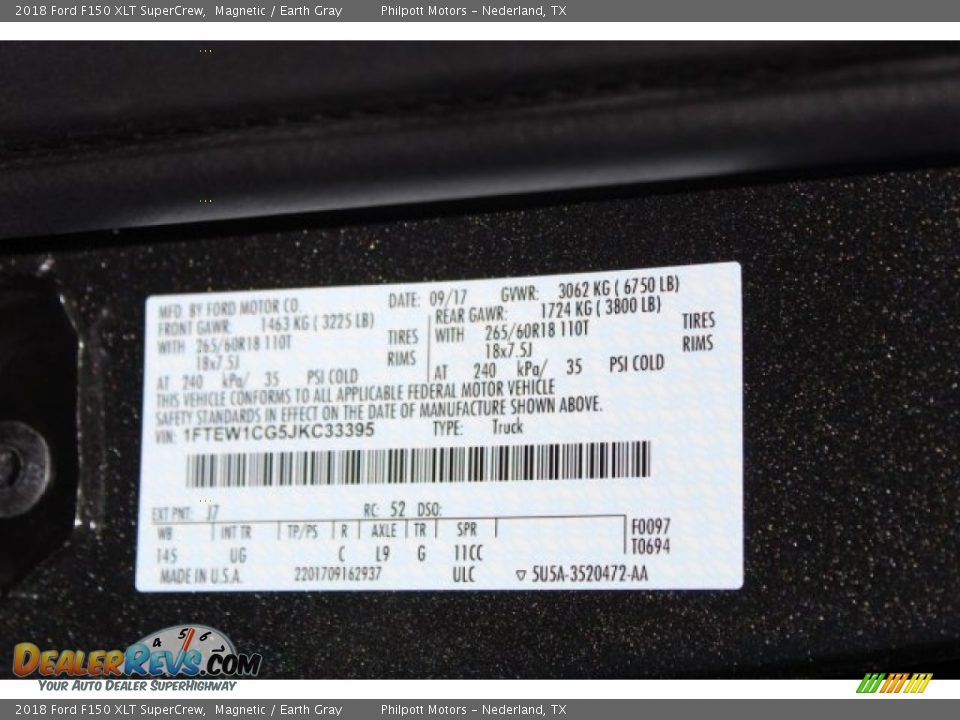 2018 Ford F150 XLT SuperCrew, Magnetic / Earth Gray Philpott Motors - Nederland, TX
MFD. BY FORD MOTOR CO. DATE: 09/17 GVWR: 3062 KG ( 6750 LB)
FRONT GAWR: 1463 KG ( 3225 LB) REAR GAWR: 1724 KG ( 3800 LB)
WITH 265/60R18 110T TIRES WITH 265/60R18 110T TIRES
18x7.5J RIMS 18x7.5J RIMS
AT 240 kPa/ 35 PSI COLD AT 240 kPa/ 35 PSI COLD
THIS VEHICLE CONFORMS TO ALL APPLICABLE FEDERAL MOTOR VEHICLE
SAFETY STANDARDS IN EFFECT ON THE DATE OF MANUFACTURE SHOWN ABOVE.
VIN: 1FTEW1CG5JKC33395 TYPE: Truck
EXT PNT: J7 RC: 52 DSO:
WB INT TR TP/PS R AXLE TR SPR F0097
145 UG C L9 G 11CC T0694
MADE IN U.S.A. 2201709162937 ULC ▽ 5U5A-3520472-AA
4 5 6
DEALERREVS.COM
YOUR AUTO DEALER SUPERHIGHWAY
2018 Ford F150 XLT SuperCrew, Magnetic / Earth Gray Philpott Motors - Nederland, TX